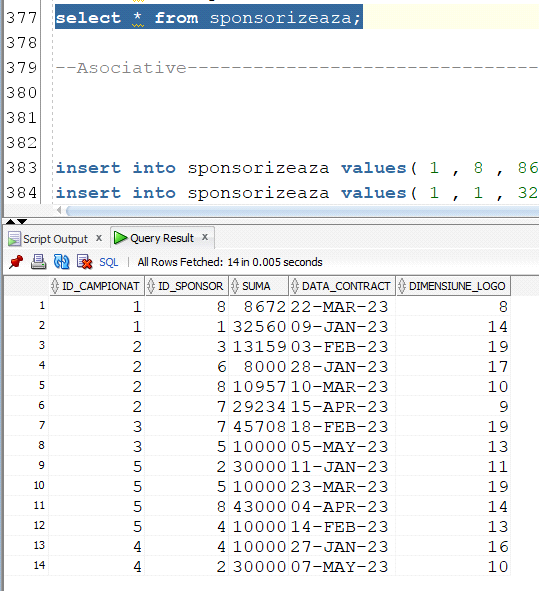 377 select * from sponsorizeaza;
378
379 --Asociative--------------------------------
380
381
382
383 insert into sponsorizeaza values( 1 , 8 , 86
384 insert into sponsorizeaza values( 1 , 1 , 32
Script Output x Query Result x
SQL | All Rows Fetched: 14 in 0.005 seconds
ID_CAMPIONAT ID_SPONSOR SUMA DATA_CONTRACT DIMENSIUNE_LOGO
1 1 8 8672 22-MAR-23 8
2 1 1 32560 09-JAN-23 14
3 2 3 13159 03-FEB-23 19
4 2 6 8000 28-JAN-23 17
5 2 8 10957 10-MAR-23 10
6 2 7 29234 15-APR-23 9
7 3 7 45708 18-FEB-23 19
8 3 5 10000 05-MAY-23 13
9 5 2 30000 11-JAN-23 11
10 5 5 10000 23-MAR-23 19
11 5 8 43000 04-APR-23 14
12 5 4 10000 14-FEB-23 13
13 4 4 10000 27-JAN-23 16
14 4 2 30000 07-MAY-23 10